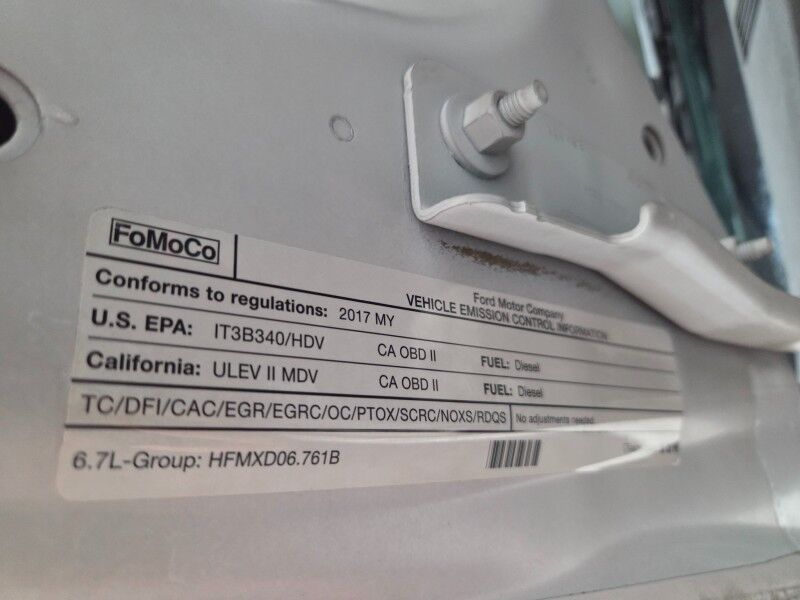 FoMoCo
Ford Motor Company
VEHICLE EMISSION CONTROL INFORMATION
Conforms to regulations: 2017 MY
U.S. EPA: IT3B340/HDV CA OBD II FUEL: Diesel
California: ULEV II MDV CA OBD II FUEL: Diesel
TC/DFI/CAC/EGR/EGRC/OC/PTOX/SCRC/NOXS/RDQS No adjustments needed.
6.7L-Group: HFMXD06.761B